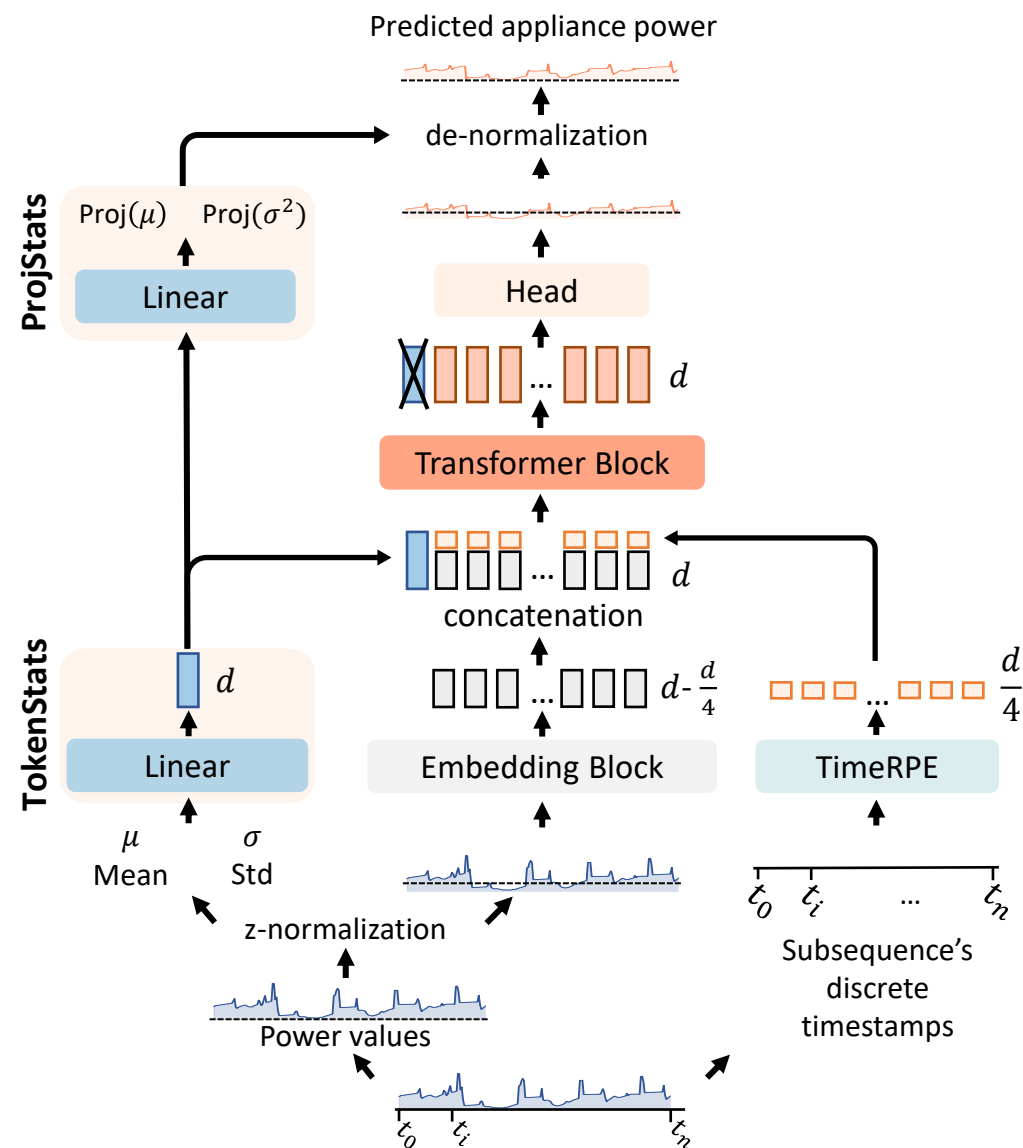 Predicted appliance power
de-normalization
ProjStats
Proj(μ) Proj(σ²)
Linear
Head
... d
Transformer Block
... d
concatenation
TokenStats
d
Linear
... d - d/4
Embedding Block
... d/4
TimeRPE
μ σ
Mean Std
t₀ tᵢ ... tₙ
z-normalization
Subsequence’s
discrete
timestamps
Power values
t₀ tᵢ tₙ